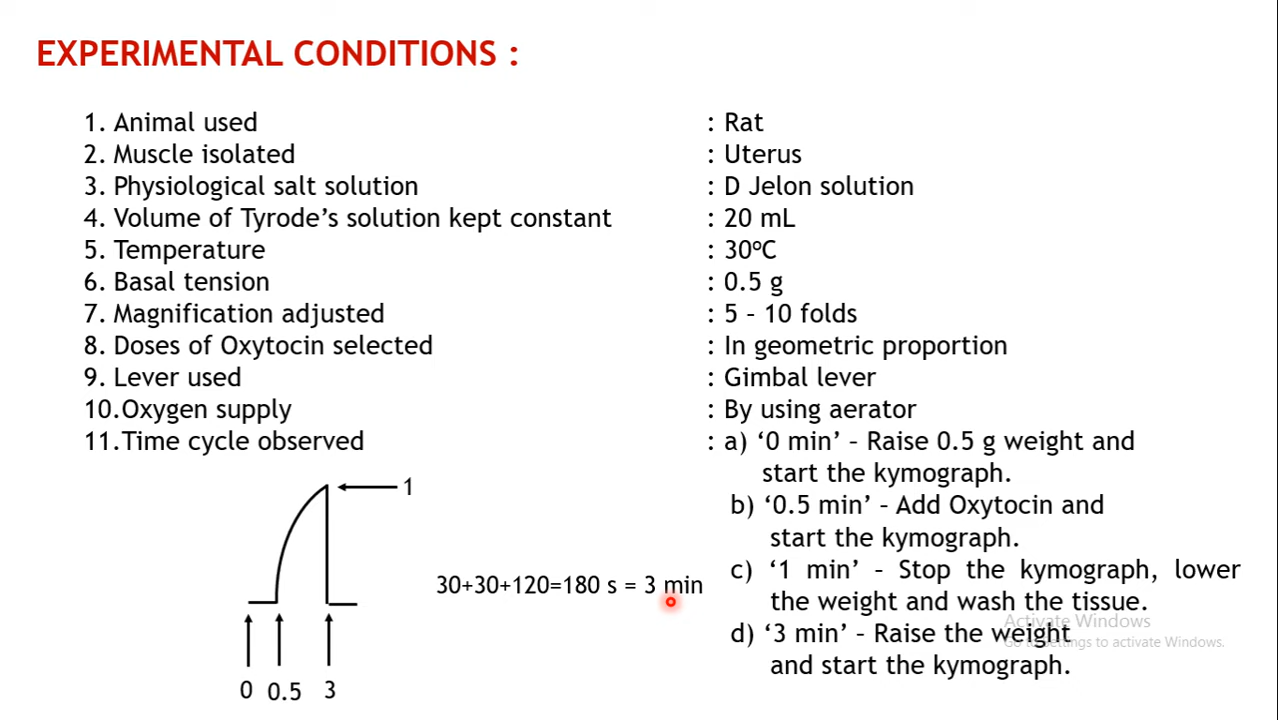 EXPERIMENTAL CONDITIONS :
1. Animal used : Rat
2. Muscle isolated : Uterus
3. Physiological salt solution : D Jelon solution
4. Volume of Tyrode’s solution kept constant : 20 mL
5. Temperature : 30ºC
6. Basal tension : 0.5 g
7. Magnification adjusted : 5 – 10 folds
8. Doses of Oxytocin selected : In geometric proportion
9. Lever used : Gimbal lever
10.Oxygen supply : By using aerator
11.Time cycle observed : a) ‘0 min’ – Raise 0.5 g weight and
start the kymograph.
b) ‘0.5 min’ – Add Oxytocin and
start the kymograph.
c) ‘1 min’ – Stop the kymograph, lower
the weight and wash the tissue.
d) ‘3 min’ – Raise the weight
and start the kymograph.
1
30+30+120=180 s = 3 min
0 0.5 3
Activate Windows
Go to Settings to activate Windows.